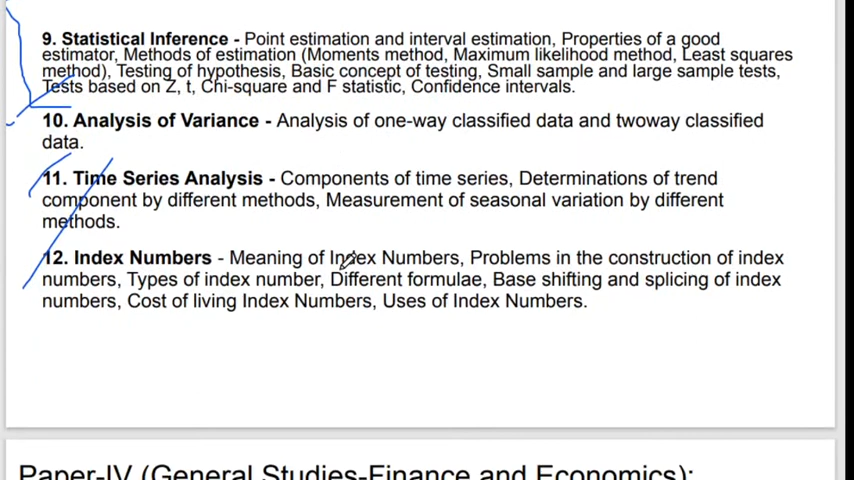 9. Statistical Inference - Point estimation and interval estimation, Properties of a good
estimator, Methods of estimation (Moments method, Maximum likelihood method, Least squares
method), Testing of hypothesis, Basic concept of testing, Small sample and large sample tests,
Tests based on Z, t, Chi-square and F statistic, Confidence intervals.
10. Analysis of Variance - Analysis of one-way classified data and twoway classified
data.
11. Time Series Analysis - Components of time series, Determinations of trend
component by different methods, Measurement of seasonal variation by different
methods.
12. Index Numbers - Meaning of Index Numbers, Problems in the construction of index
numbers, Types of index number, Different formulae, Base shifting and splicing of index
numbers, Cost of living Index Numbers, Uses of Index Numbers.
Paper-IV (General Studies-Finance and Economics):